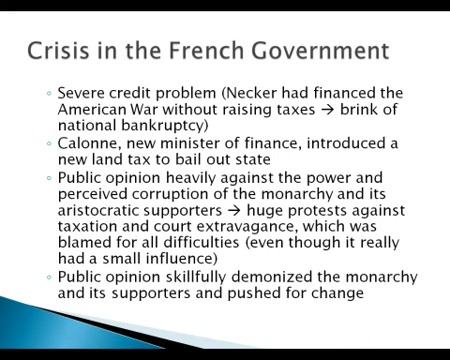 Crisis in the French Government
◦ Severe credit problem (Necker had financed the
American War without raising taxes → brink of
national bankruptcy)
◦ Calonne, new minister of finance, introduced a
new land tax to bail out state
◦ Public opinion heavily against the power and
perceived corruption of the monarchy and its
aristocratic supporters → huge protests against
taxation and court extravagance, which was
blamed for all difficulties (even though it really
had a small influence)
◦ Public opinion skillfully demonized the monarchy
and its supporters and pushed for change